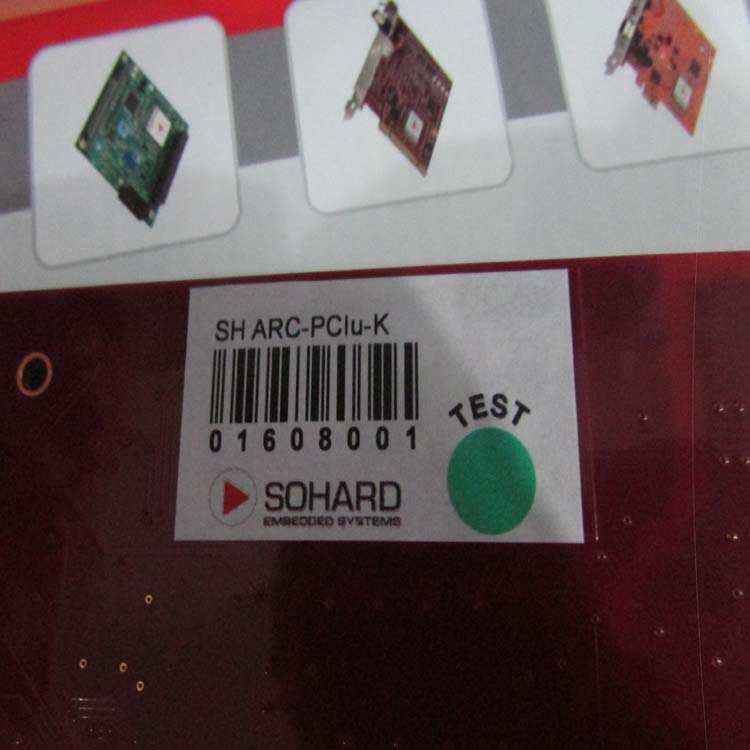 SH ARC-PCIu-K
01608001
TEST
SOHARD
EMBEDDED SYSTEMS